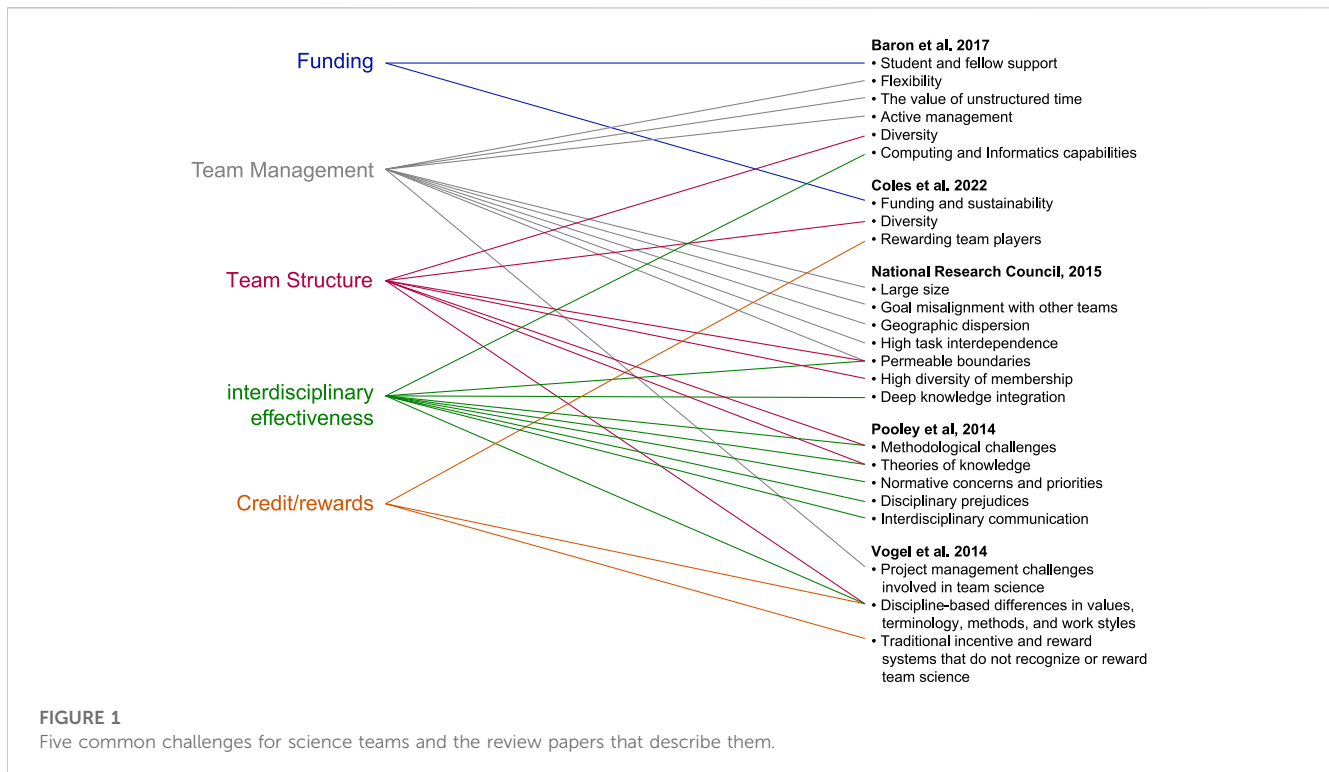 Funding
Team Management
Team Structure
interdisciplinary
effectiveness
Credit/rewards
Baron et al. 2017
• Student and fellow support
• Flexibility
• The value of unstructured time
• Active management
• Diversity
• Computing and Informatics capabilities
Coles et al. 2022
• Funding and sustainability
• Diversity
• Rewarding team players
National Research Council, 2015
• Large size
• Goal misalignment with other teams
• Geographic dispersion
• High task interdependence
• Permeable boundaries
• High diversity of membership
• Deep knowledge integration
Pooley et al, 2014
• Methodological challenges
• Theories of knowledge
• Normative concerns and priorities
• Disciplinary prejudices
• Interdisciplinary communication
Vogel et al. 2014
• Project management challenges
involved in team science
• Discipline-based differences in values,
terminology, methods, and work styles
• Traditional incentive and reward
systems that do not recognize or reward
team science
FIGURE 1
Five common challenges for science teams and the review papers that describe them.